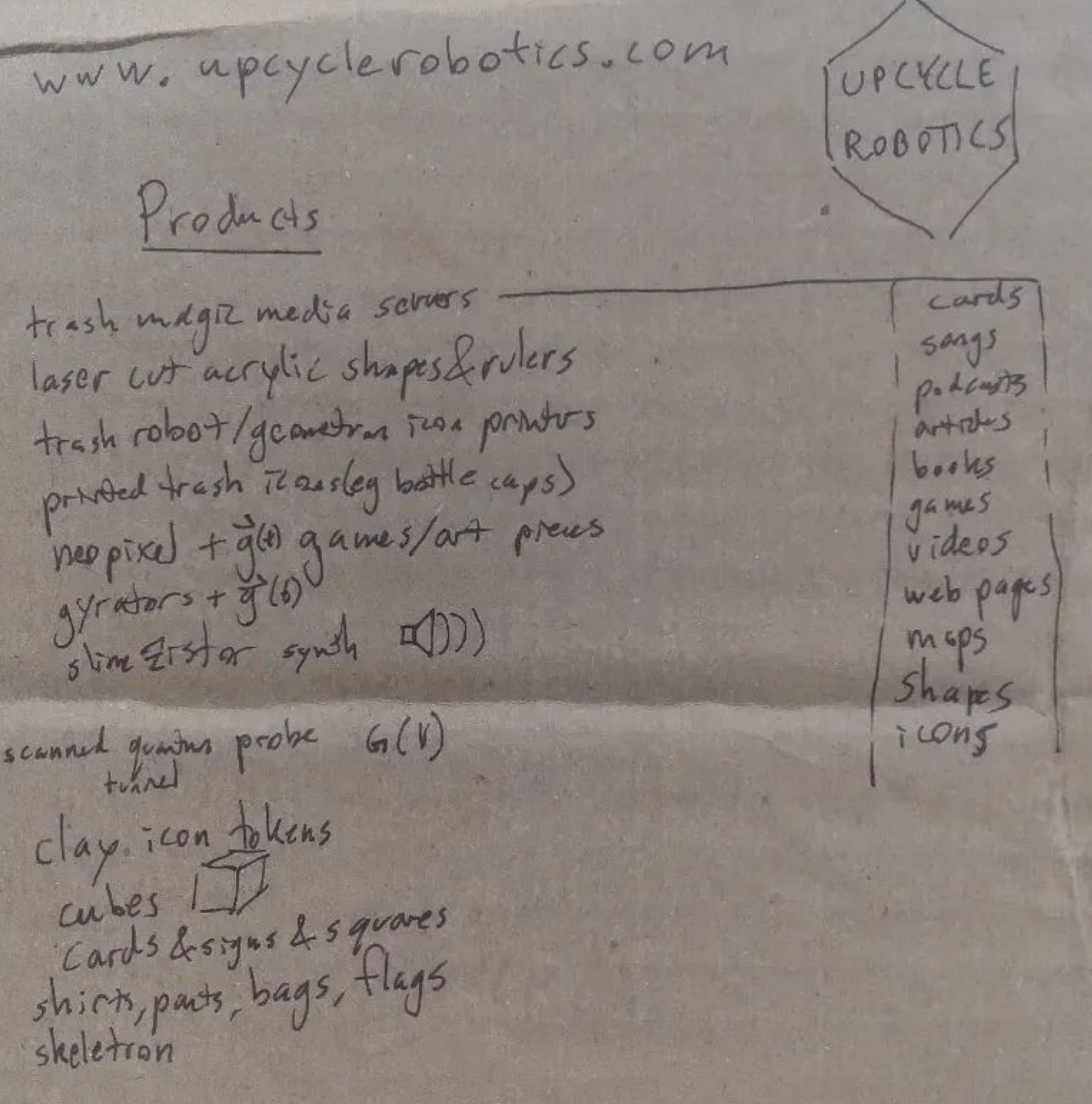 www.upcyclerobotics.com
UPCYCLE
ROBOTICS
Products
trash magic media servers
laser cut acrylic shapes & rulers
trash robot/geometron icon printers
printed trash icons (eg bottle caps)
neopixel + g⃗(t) games/art pieces
gyrators + g⃗(t)
slime synth
scanned quantum probe G(V)
tunnel
clay icon tokens
cubes
cards & signs & squares
shirts, pants, bags, flags
skeletron
cards
songs
podcasts
articles
books
games
videos
web pages
maps
shapes
icons